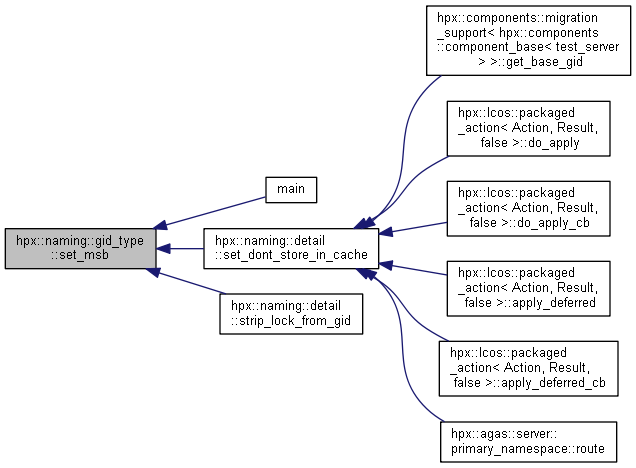 hpx::naming::gid_type
::set_msb
main
hpx::naming::detail
::set_dont_store_in_cache
hpx::naming::detail
::strip_lock_from_gid
hpx::components::migration
_support< hpx::components
::component_base< test_server
> >::get_base_gid
hpx::lcos::packaged
_action< Action, Result,
false >::do_apply
hpx::lcos::packaged
_action< Action, Result,
false >::do_apply_cb
hpx::lcos::packaged
_action< Action, Result,
false >::apply_deferred
hpx::lcos::packaged
_action< Action, Result,
false >::apply_deferred_cb
hpx::agas::server::
primary_namespace::route